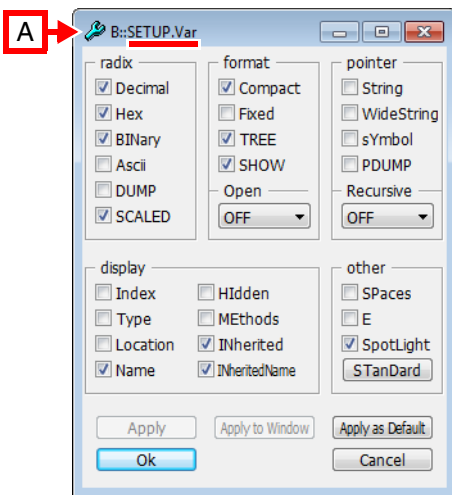 A
B::SETUP.Var
radix
Decimal
Hex
BINary
Ascii
DUMP
SCALED
format
Compact
Fixed
TREE
SHOW
Open
OFF
pointer
String
WideString
sYmbol
PDUMP
Recursive
OFF
display
Index
Type
Location
Name
HIdden
MEthods
INherited
INheritedName
other
SPaces
E
SpotLight
STanDard
Apply
Apply to Window
Apply as Default
Ok
Cancel